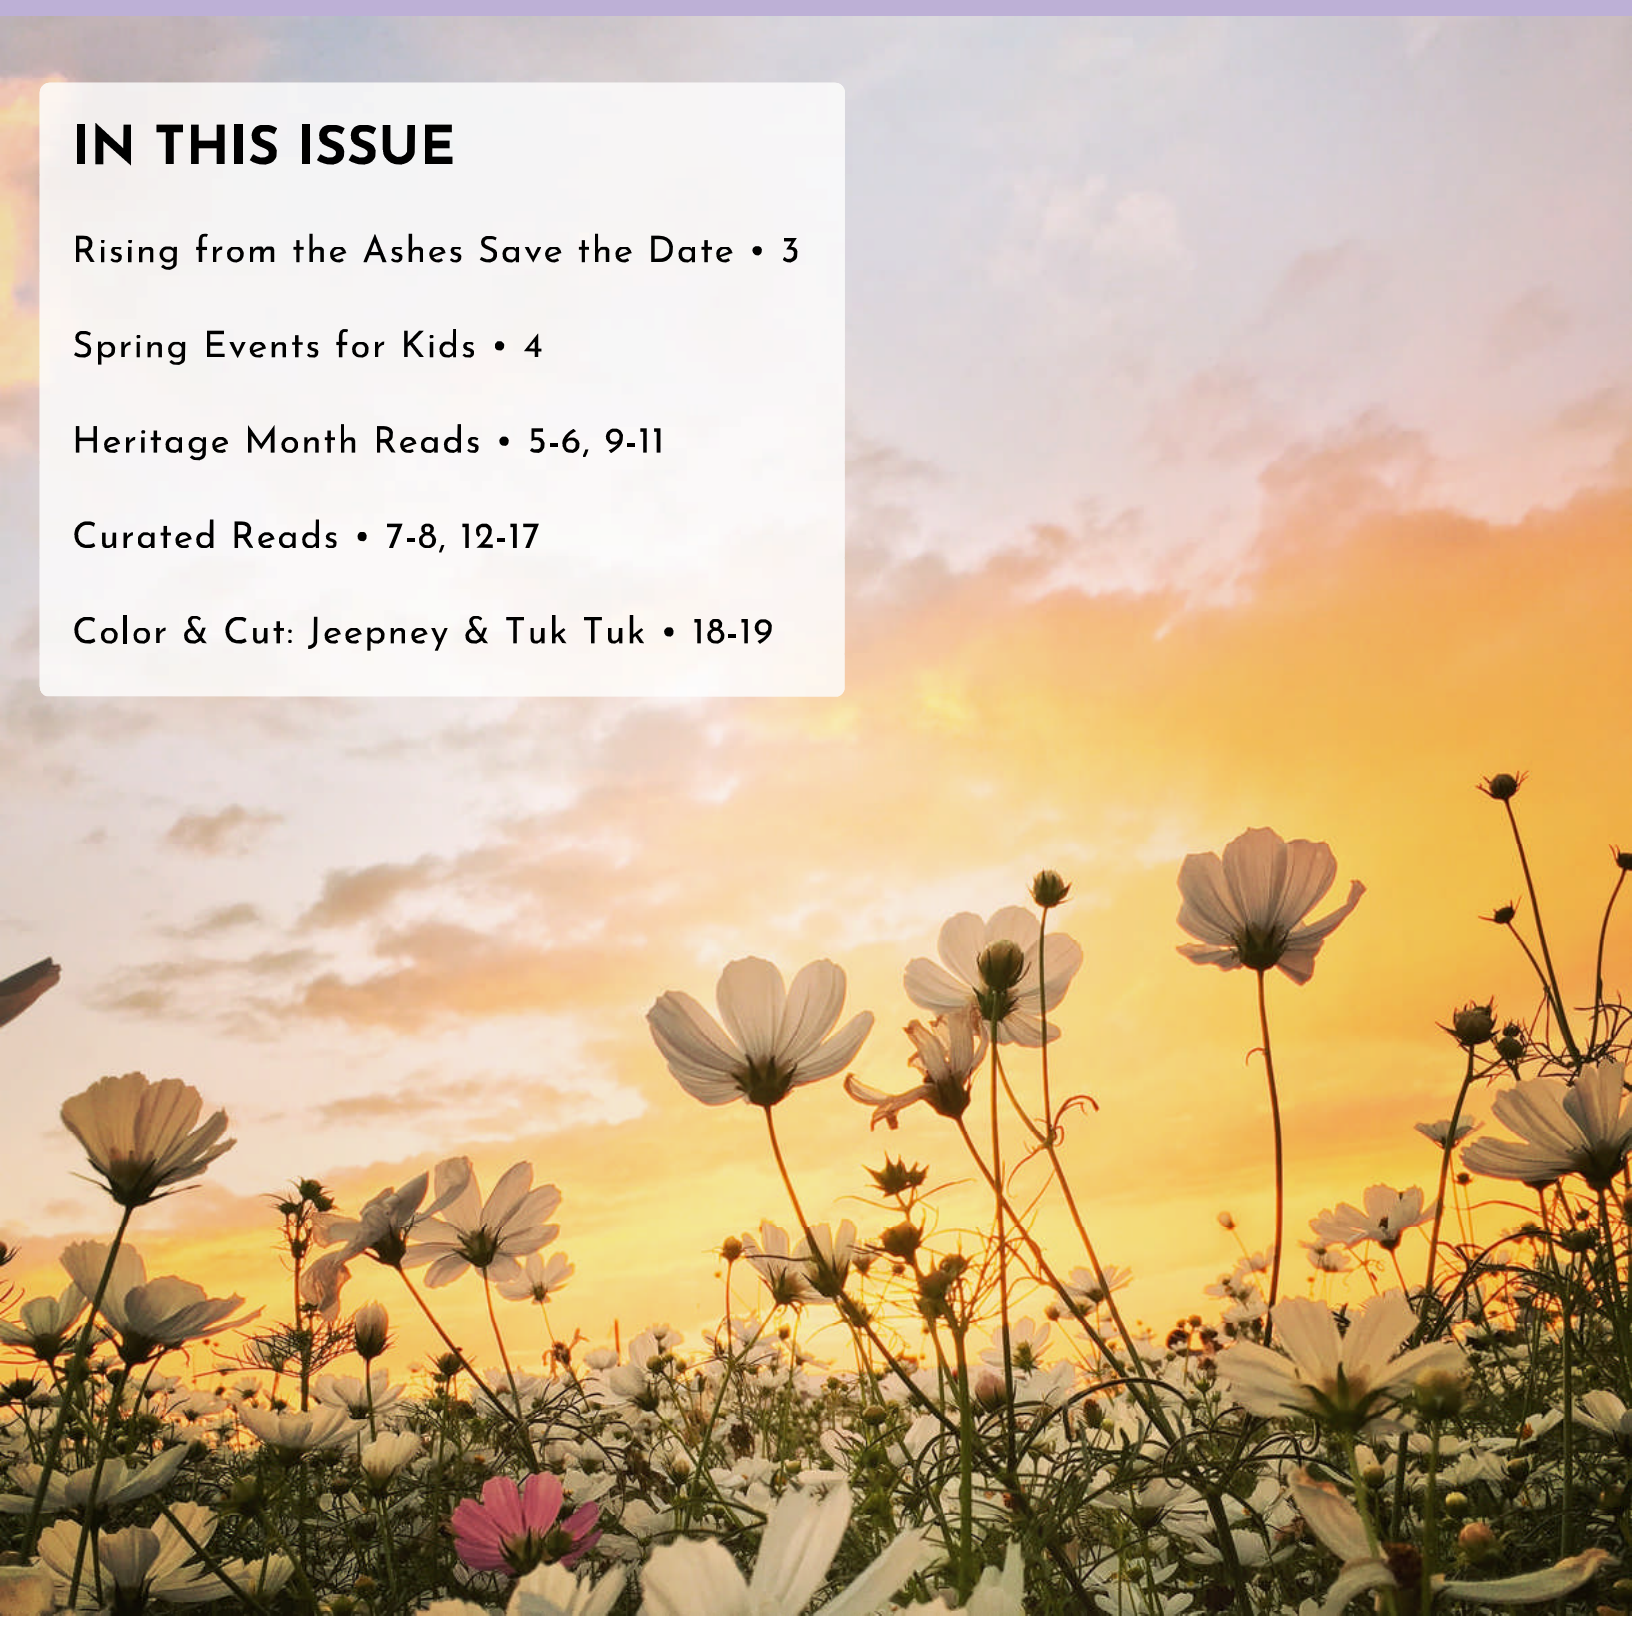 IN THIS ISSUE
Rising from the Ashes Save the Date • 3
Spring Events for Kids • 4
Heritage Month Reads • 5-6, 9-11
Curated Reads • 7-8, 12-17
Color & Cut: Jeepney & Tuk Tuk • 18-19